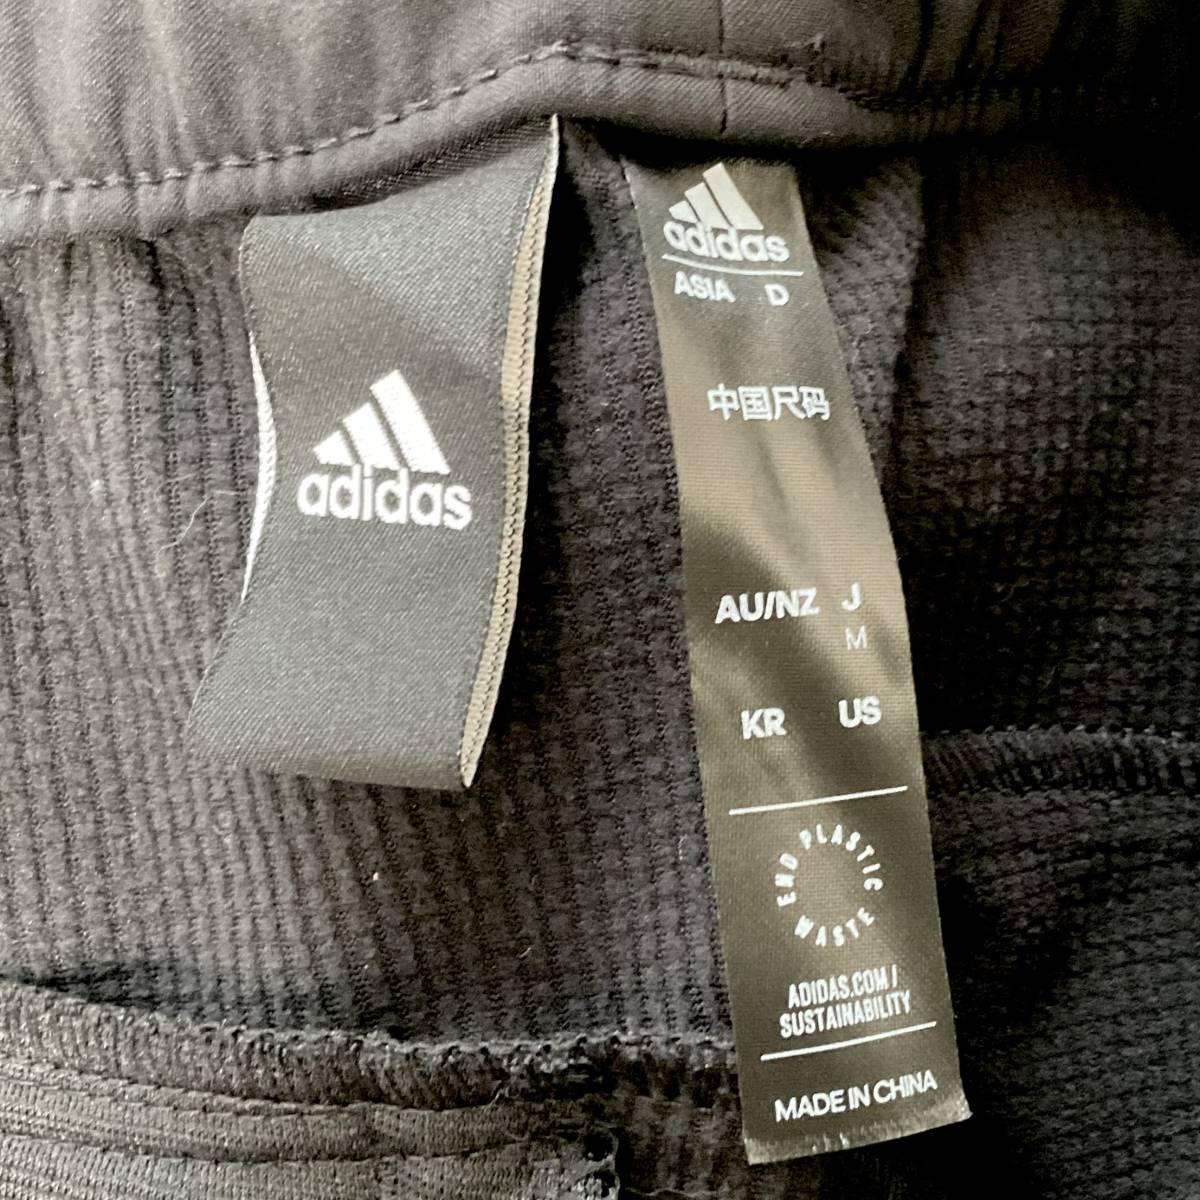 adidas
adidas
ASIA D
中国尺码
AU/NZ J
M
KR US
END PLASTIC WASTE
ADIDAS.COM/
SUSTAINABILITY
MADE IN CHINA